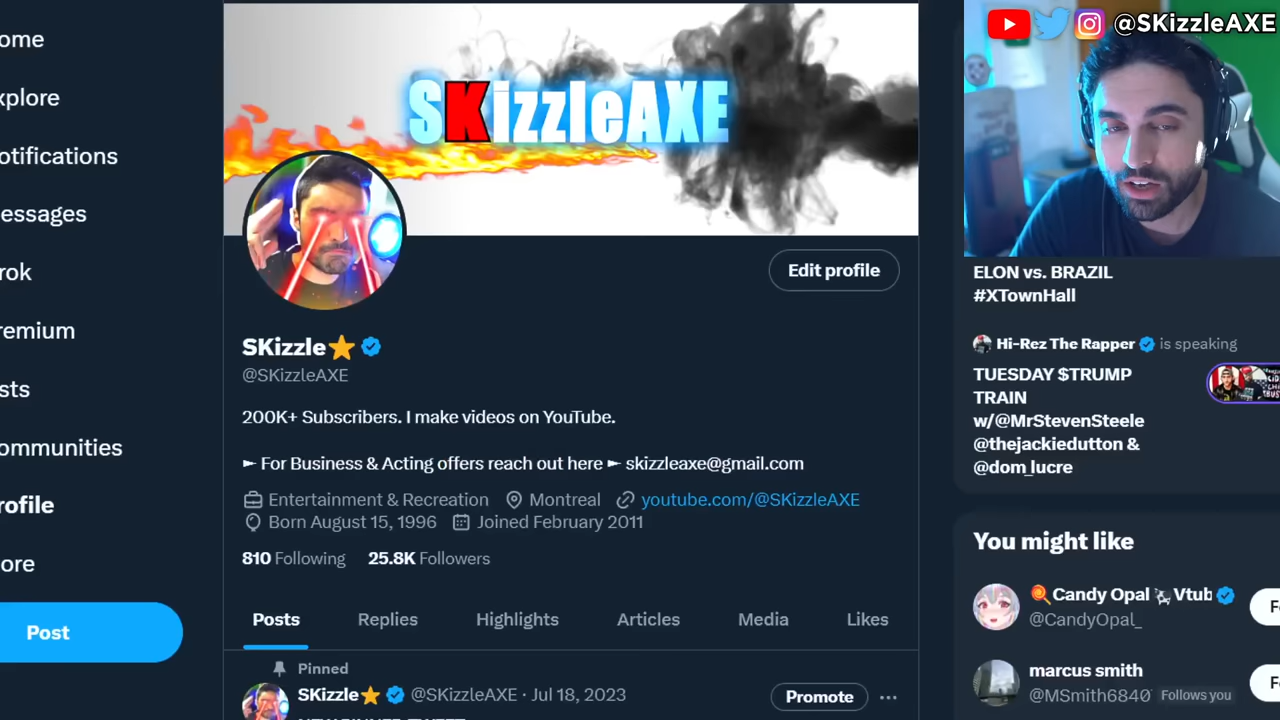 ome
xplore
otifications
essages
rok
remium
sts
ommunities
rofile
ore
Post
SKizzleAXE
Edit profile
SKizzle⭐
@SKizzleAXE
200K+ Subscribers. I make videos on YouTube.
► For Business & Acting offers reach out here ► skizzleaxe@gmail.com
Entertainment & Recreation Montreal youtube.com/@SKizzleAXE
Born August 15, 1996 Joined February 2011
810 Following 25.8K Followers
Posts Replies Highlights Articles Media Likes
Pinned
SKizzle⭐ @SKizzleAXE · Jul 18, 2023
Promote
@SKizzleAXE
ELON vs. BRAZIL
#XTownHall
Hi-Rez The Rapper is speaking
TUESDAY $TRUMP
TRAIN
w/@MrStevenSteele
@thejackiedutton &
@dom_lucre
You might like
Candy Opal Vtub
@CandyOpal_
marcus smith
@MSmith6840 Follows you